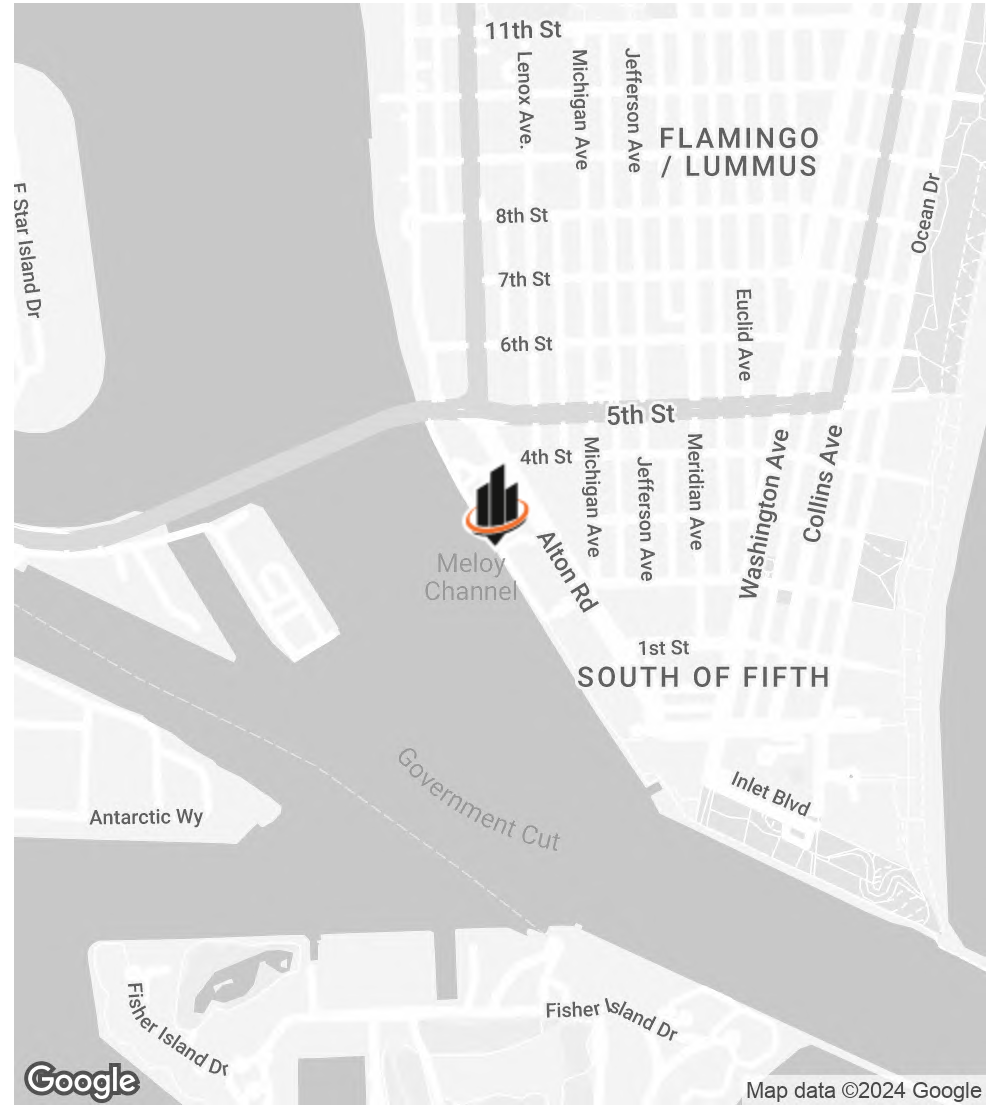 11th St
Lenox Ave.
Michigan Ave
Jefferson Ave
FLAMINGO
/ LUMMUS
F Star Island Dr
Ocean Dr
8th St
7th St
Euclid Ave
6th St
5th St
4th St
Michigan Ave
Jefferson Ave
Meridian Ave
Washington Ave
Collins Ave
Meloy
Channel
Alton Rd
1st St
SOUTH OF FIFTH
Government Cut
Inlet Blvd
Antarctic Wy
Fisher Island Dr
Fisher Island Dr
Google
Map data ©2024 Google